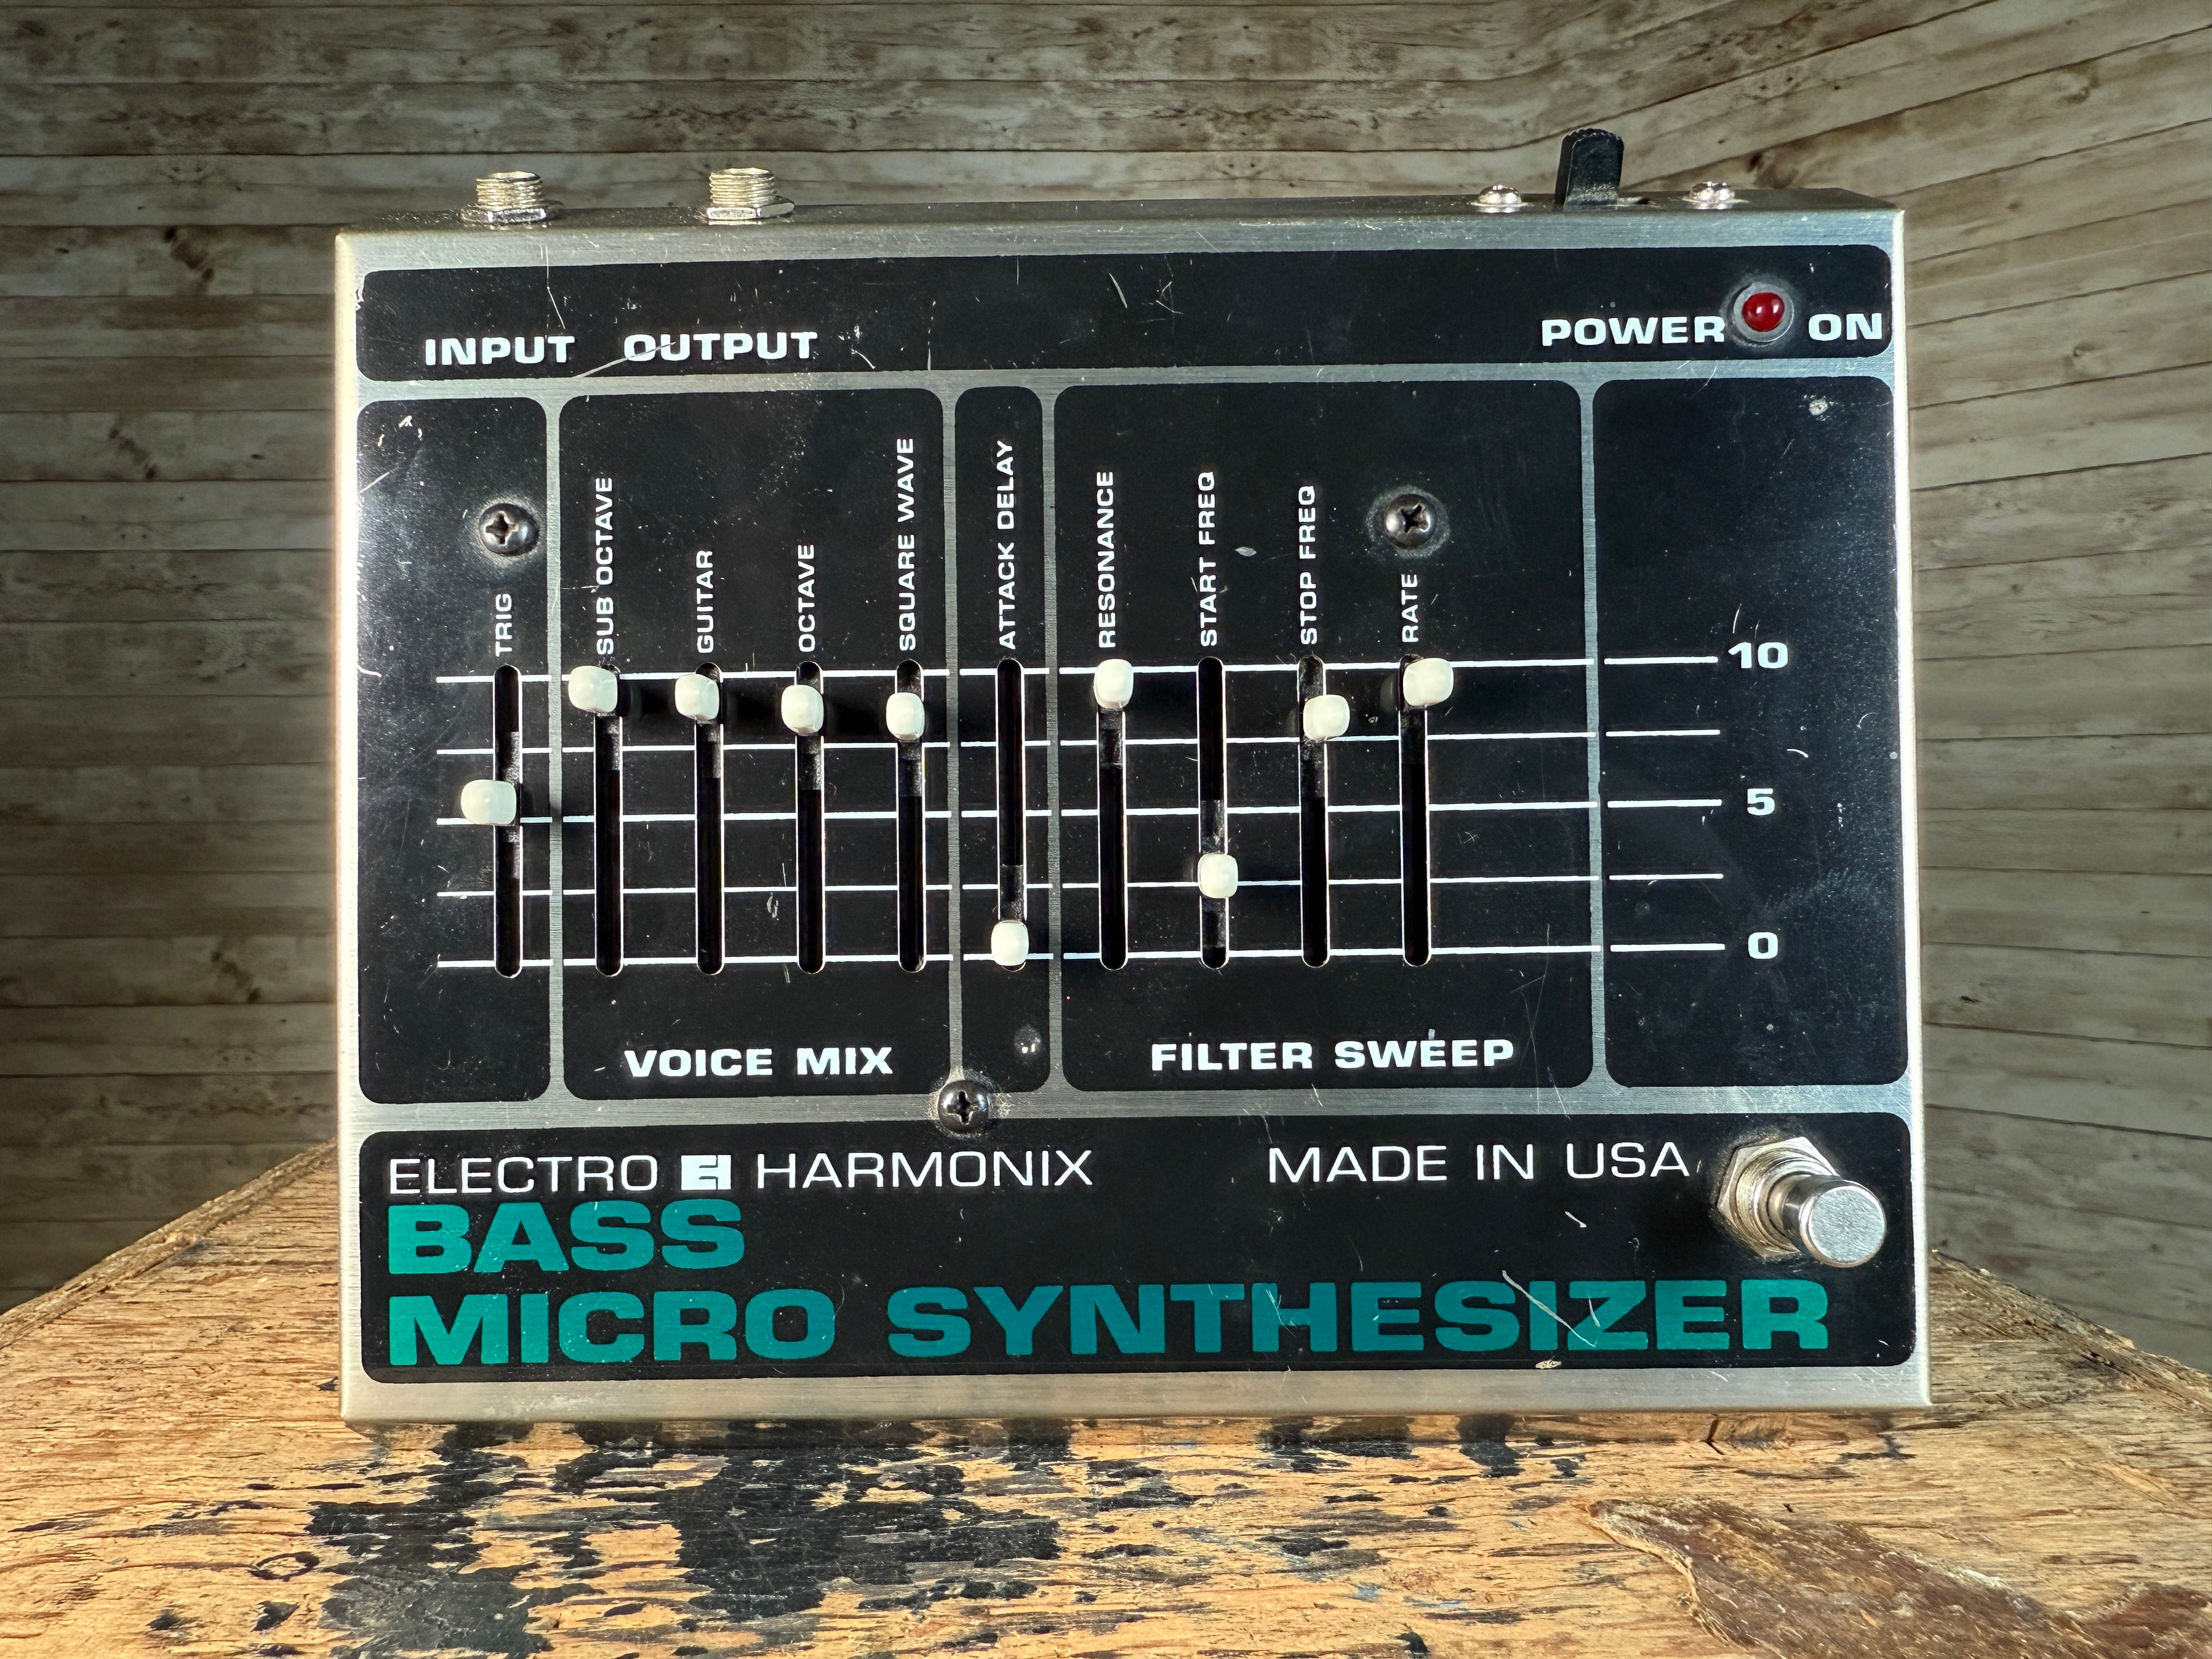 INPUT OUTPUT
POWER ON
TRIG
SUB OCTAVE
GUITAR
OCTAVE
SQUARE WAVE
ATTACK DELAY
RESONANCE
START FREQ
STOP FREQ
RATE
10
5
0
VOICE MIX
FILTER SWEEP
ELECTRO EH HARMONIX
MADE IN USA
BASS
MICRO SYNTHESIZER